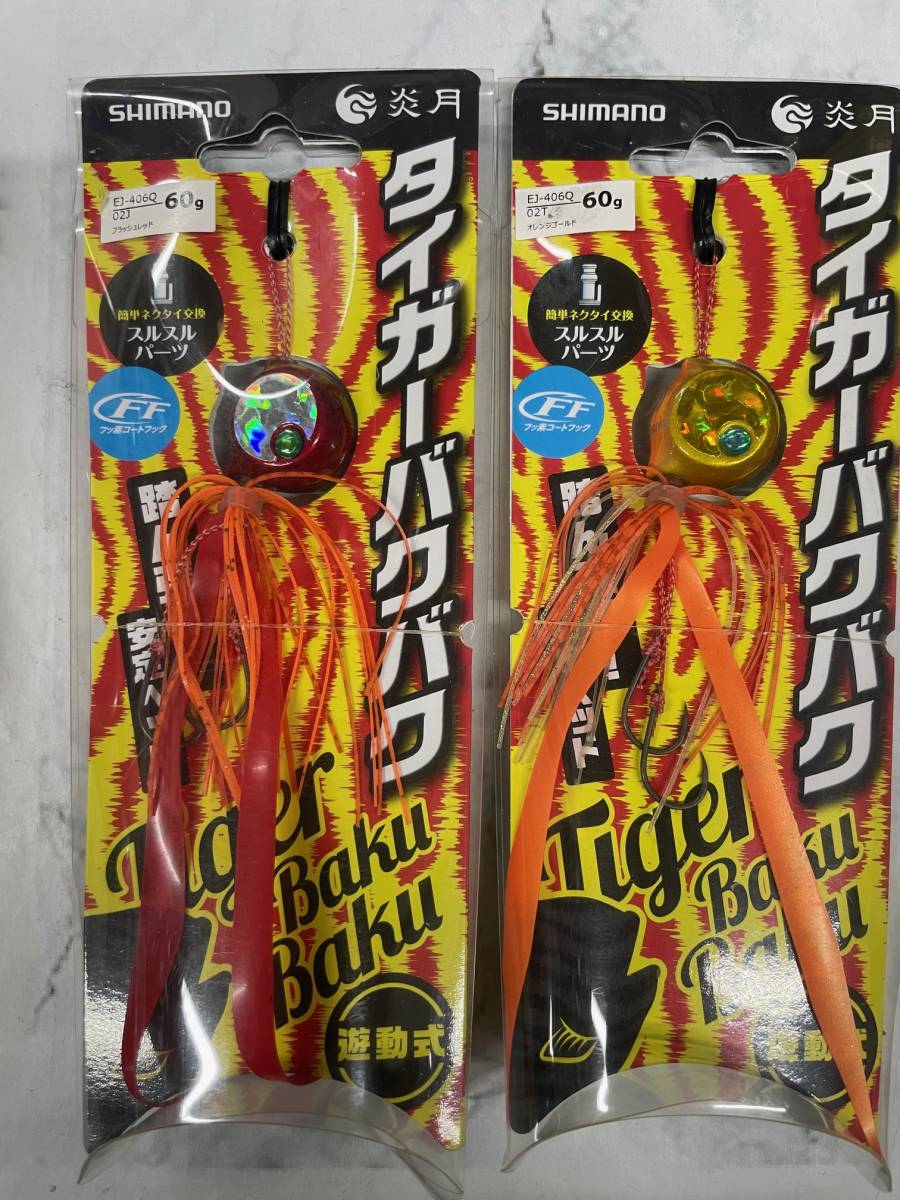 SHIMANO
炎月
タイガーバクバク
EJ-406Q
02J
60g
フラッシュレッド
簡単ネクタイ交換
スルスル
パーツ
FF
フッ素コートフック
Tiger
Baku
Baku
遊動式
SHIMANO
炎月
タイガーバクバク
EJ-406Q
02T
60g
オレンジゴールド
簡単ネクタイ交換
スルスル
パーツ
FF
フッ素コートフック
Tiger
Baku
Baku
遊動式